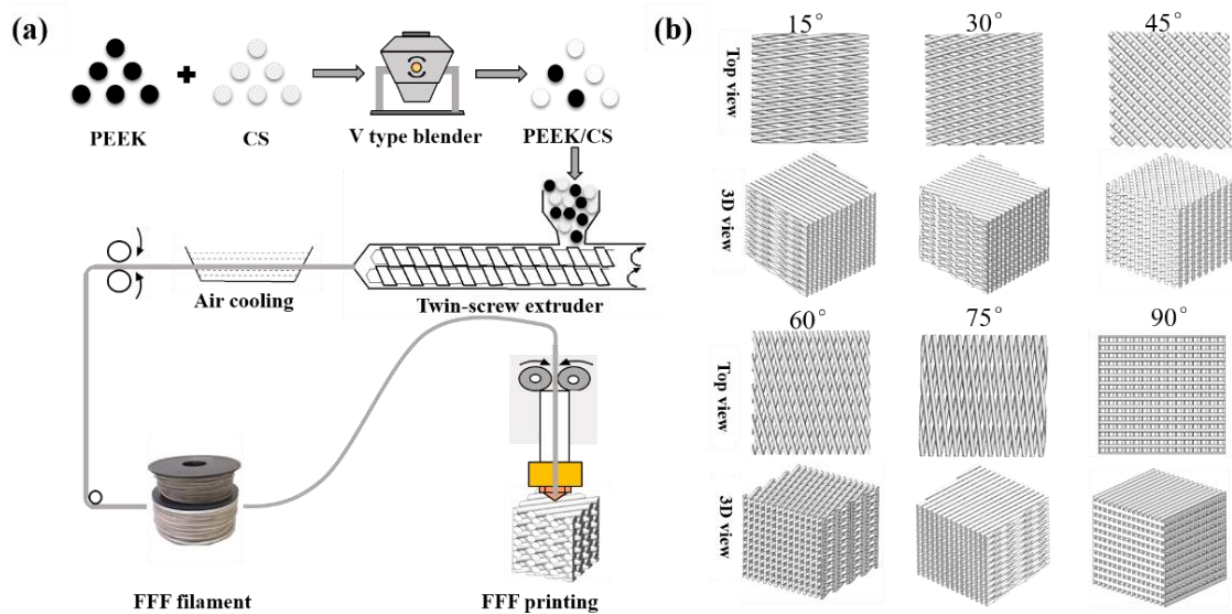 (a)
PEEK
CS
V type blender
PEEK/CS
Air cooling
Twin-screw extruder
FFF filament
FFF printing
(b)
15°
30°
45°
Top view
3D view
60°
75°
90°
Top view
3D view